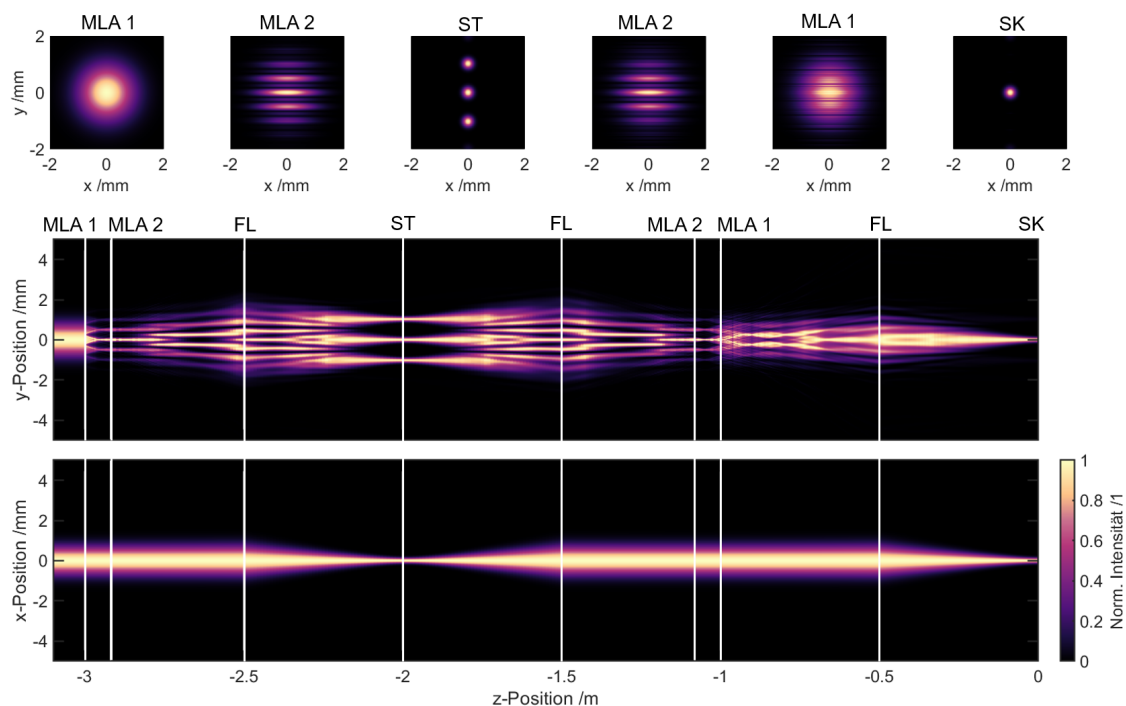 MLA 1 MLA 2 ST MLA 2 MLA 1 SK
2
0
-2
y /mm
-2 0 2 -2 0 2 -2 0 2 -2 0 2 -2 0 2 -2 0 2
x /mm x /mm x /mm x /mm x /mm x /mm
MLA 1 MLA 2 FL ST FL MLA 2 MLA 1 FL SK
4
2
0
-2
-4
y-Position /mm
4
2
0
-2
-4
x-Position /mm
-3 -2.5 -2 -1.5 -1 -0.5 0
z-Position /m
1
0.8
0.6
0.4
0.2
0
Norm. Intensität /1